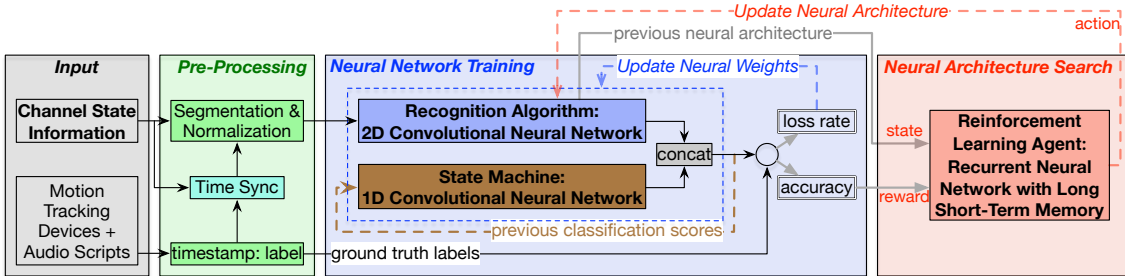 Update Neural Architecture
action
previous neural architecture
Input
Pre-Processing
Neural Network Training
Update Neural Weights
Neural Architecture Search
Channel State
Information
Segmentation &
Normalization
Recognition Algorithm:
2D Convolutional Neural Network
loss rate
state
Reinforcement
Learning Agent:
Recurrent Neural
Network with Long
Short-Term Memory
concat
Time Sync
State Machine:
1D Convolutional Neural Network
accuracy
reward
Motion
Tracking
Devices +
Audio Scripts
previous classification scores
timestamp: label
ground truth labels